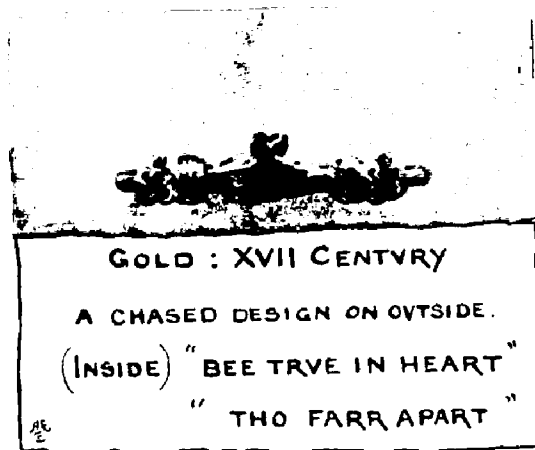 GOLD : XVII CENTVRY
A CHASED DESIGN ON OVTSIDE.
(INSIDE) "BEE TRVE IN HEART"
" THO FARR APART "